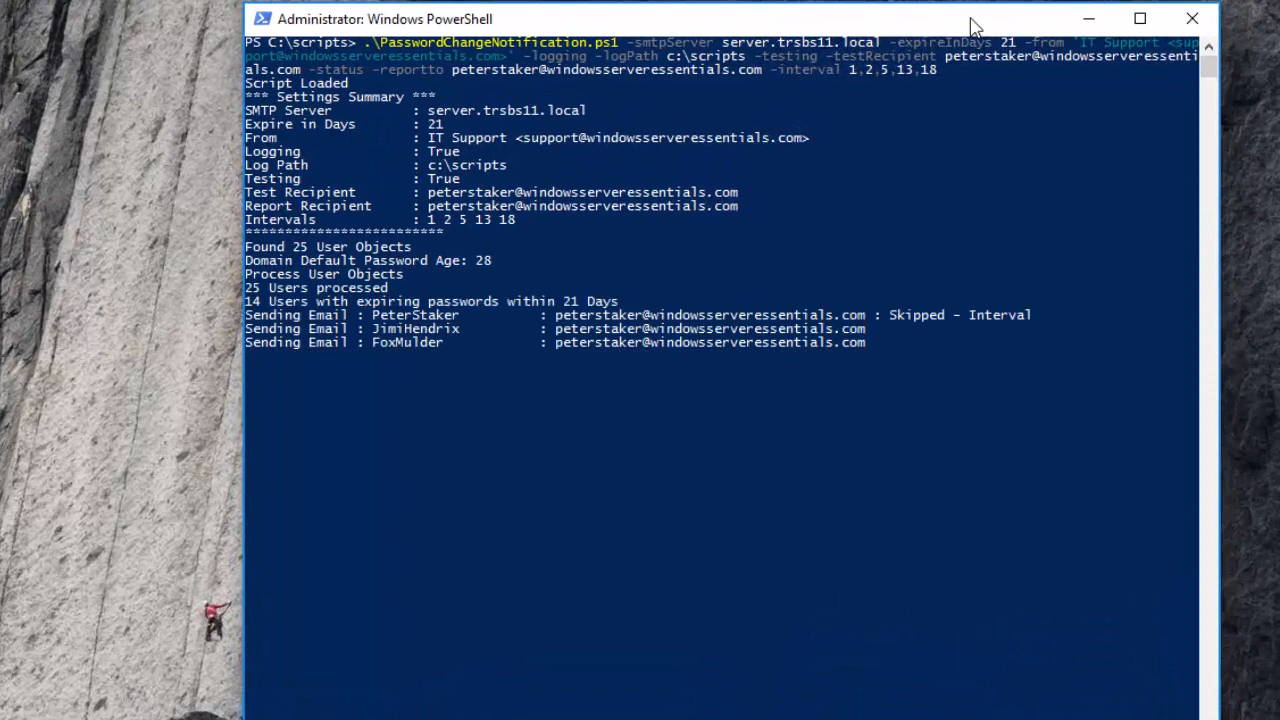 Administrator: Windows PowerShell
PS C:\scripts> .\PasswordChangeNotification.ps1 -smtpServer server.trsbs11.local -expireInDays 21 -from 'IT Support <sup
port@windowsserveressentials.com>' -logging -logPath c:\scripts -testing -testRecipient peterstaker@windowsserveressenti
als.com -status -reportto peterstaker@windowsserveressentials.com -interval 1,2,5,13,18
Script Loaded
*** Settings Summary ***
SMTP Server : server.trsbs11.local
Expire in Days : 21
From : IT Support <support@windowsserveressentials.com>
Logging : True
Log Path : c:\scripts
Testing : True
Test Recipient : peterstaker@windowsserveressentials.com
Report Recipient : peterstaker@windowsserveressentials.com
Intervals : 1 2 5 13 18
*************************
Found 25 User Objects
Domain Default Password Age: 28
Process User Objects
25 Users processed
14 Users with expiring passwords within 21 Days
Sending Email : PeterStaker : peterstaker@windowsserveressentials.com : Skipped - Interval
Sending Email : JimiHendrix : peterstaker@windowsserveressentials.com
Sending Email : FoxMulder : peterstaker@windowsserveressentials.com